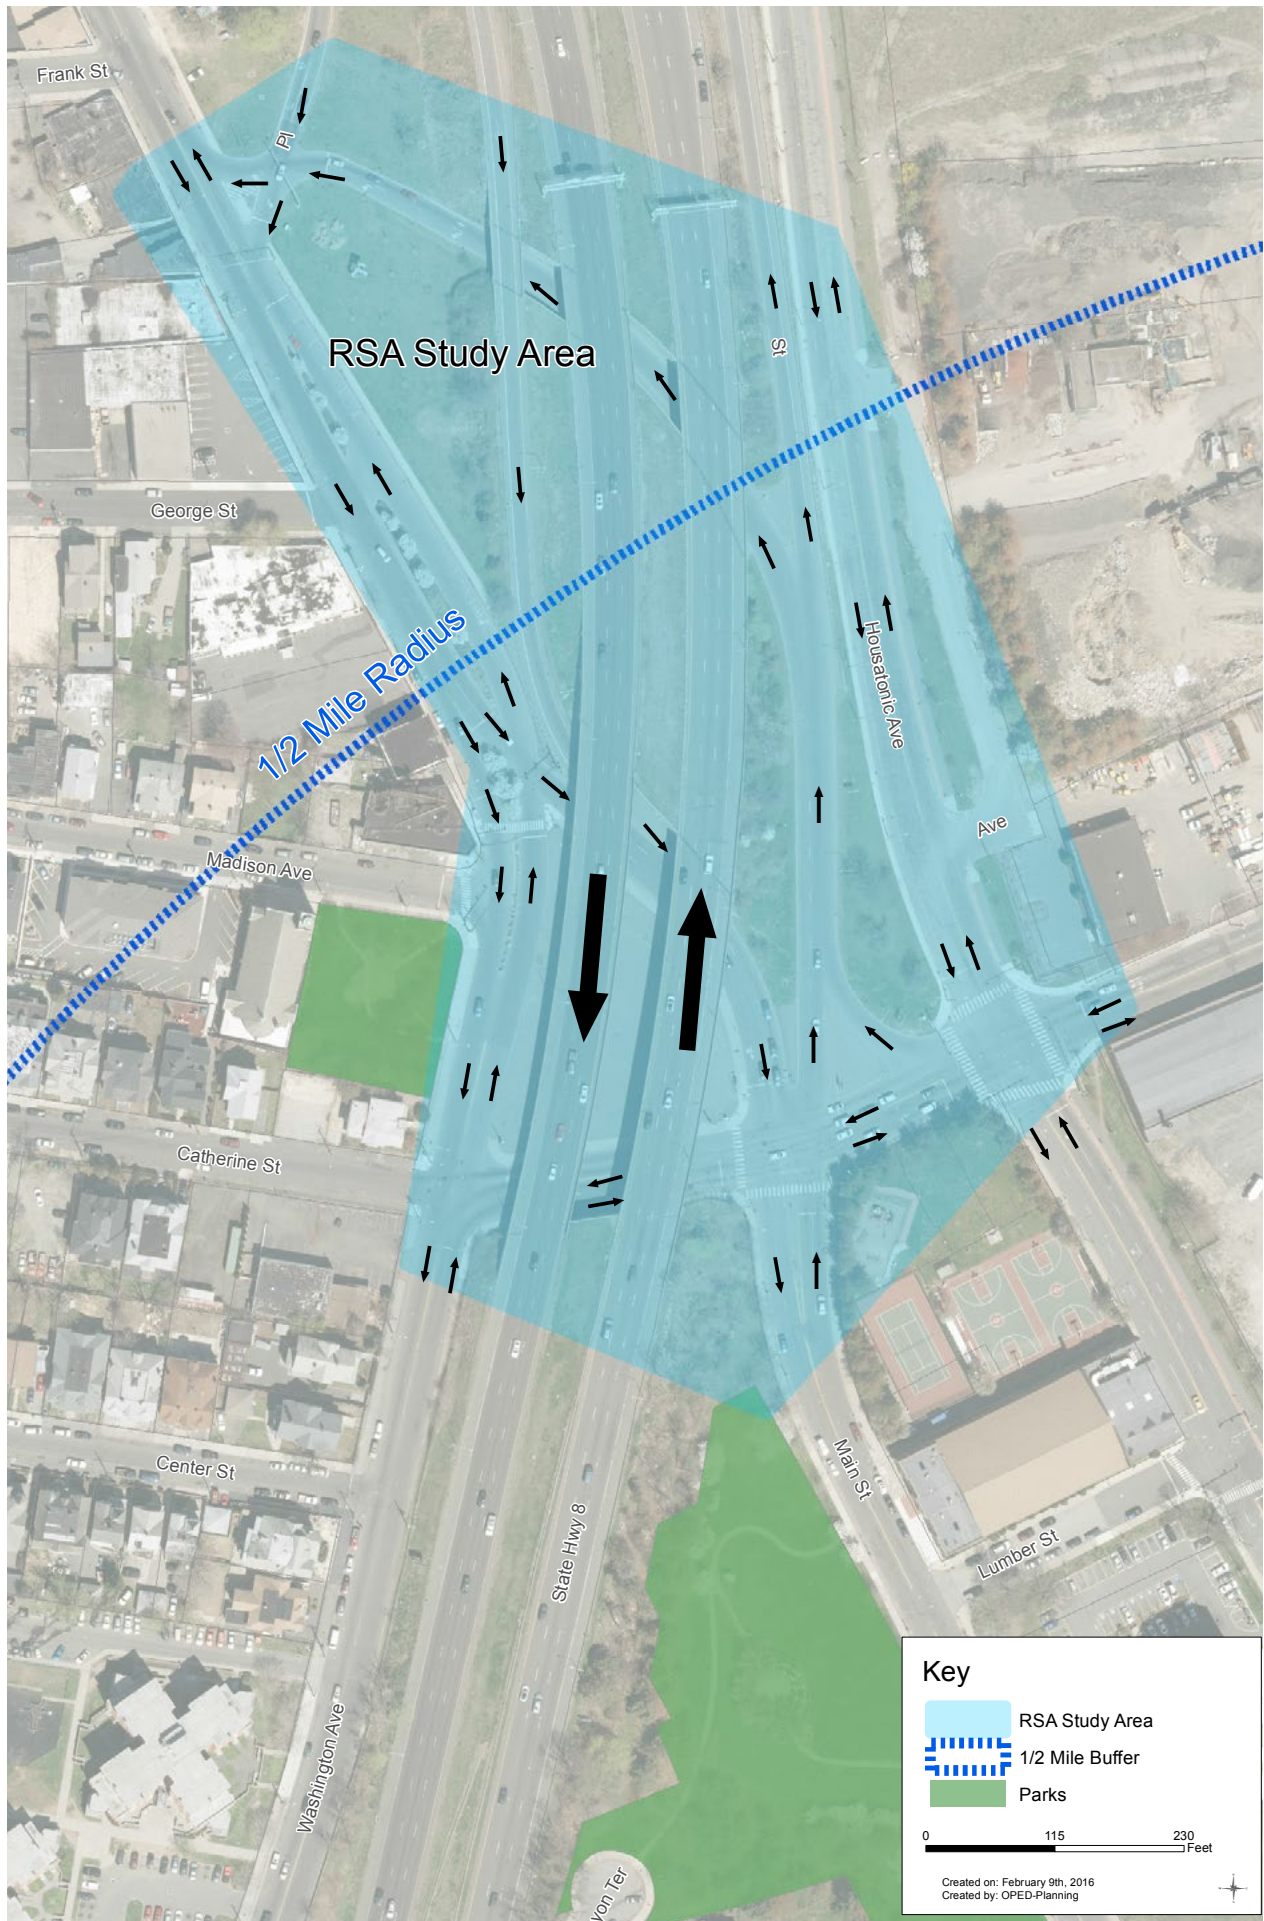 Frank St
Pl
RSA Study Area
St
George St
1/2 Mile Radius
Housatonic Ave
Ave
Madison Ave
Catherine St
Center St
Main St
State Hwy 8
Lumber St
Washington Ave
yon Ter
Key
RSA Study Area
1/2 Mile Buffer
Parks
0 115 230
Feet
Created on: February 9th, 2016
Created by: OPED-Planning